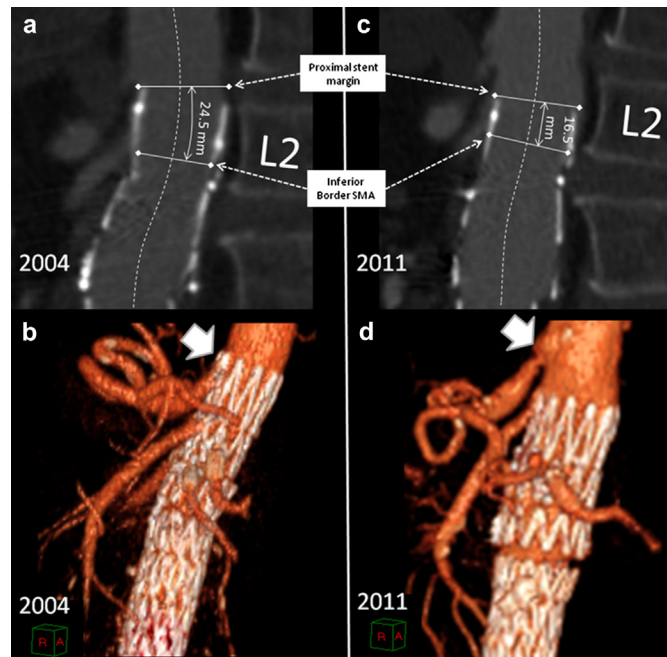 a
c
Proximal stent
margin
24.5 mm
16.5
mm
L2
L2
Inferior
Border SMA
2004
2011
b
d
2004
2011
R A
R A